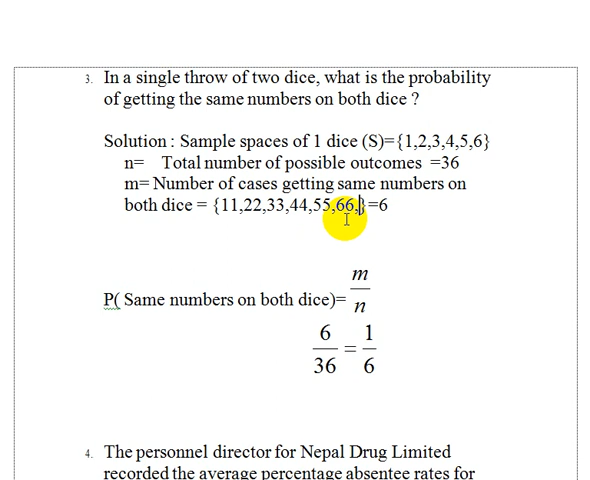 3. In a single throw of two dice, what is the probability
of getting the same numbers on both dice ?
Solution : Sample spaces of 1 dice (S)={1,2,3,4,5,6}
n= Total number of possible outcomes =36
m= Number of cases getting same numbers on
both dice = {11,22,33,44,55,66,}=6
P( Same numbers on both dice)= m/n
6/36 = 1/6
4. The personnel director for Nepal Drug Limited
recorded the average percentage absentee rates for